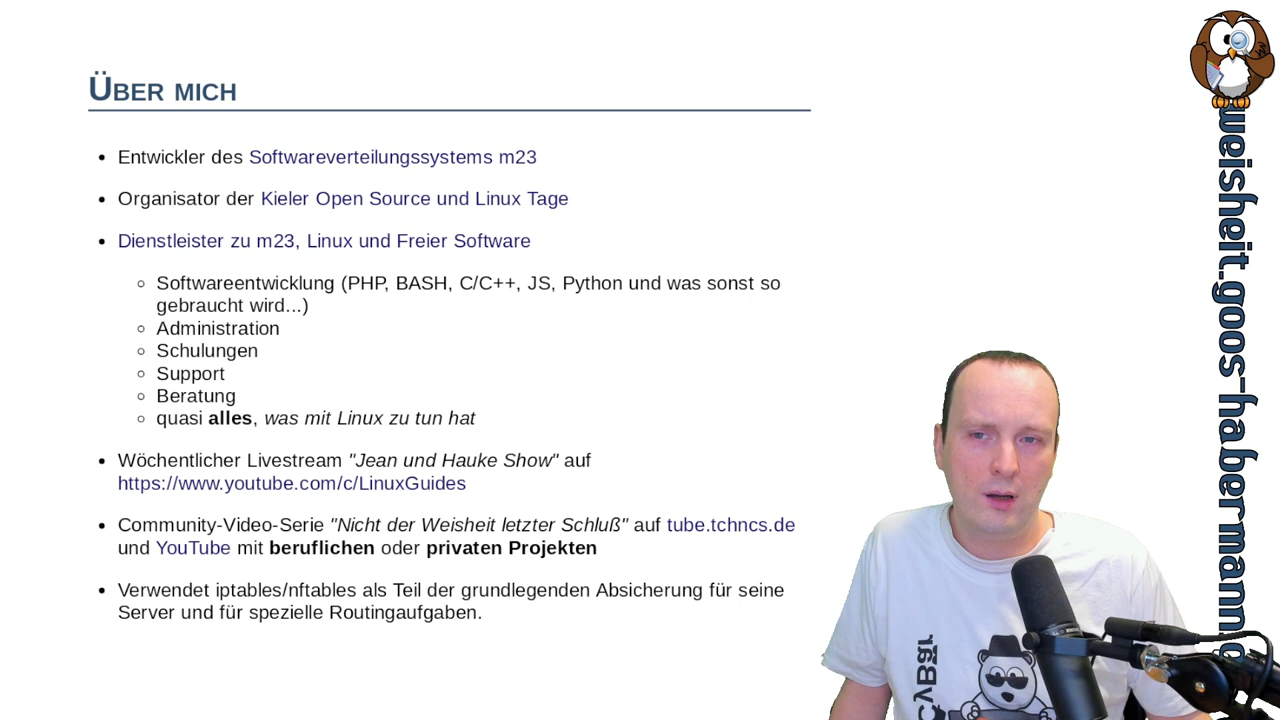 Über mich
• Entwickler des Softwareverteilungssystems m23
• Organisator der Kieler Open Source und Linux Tage
• Dienstleister zu m23, Linux und Freier Software
◦ Softwareentwicklung (PHP, BASH, C/C++, JS, Python und was sonst so
gebraucht wird...)
◦ Administration
◦ Schulungen
◦ Support
◦ Beratung
◦ quasi alles, was mit Linux zu tun hat
• Wöchentlicher Livestream "Jean und Hauke Show" auf
https://www.youtube.com/c/LinuxGuides
• Community-Video-Serie "Nicht der Weisheit letzter Schluß" auf tube.tchncs.de
und YouTube mit beruflichen oder privaten Projekten
• Verwendet iptables/nftables als Teil der grundlegenden Absicherung für seine
Server und für spezielle Routingaufgaben.
weisheit.goos-habermann.